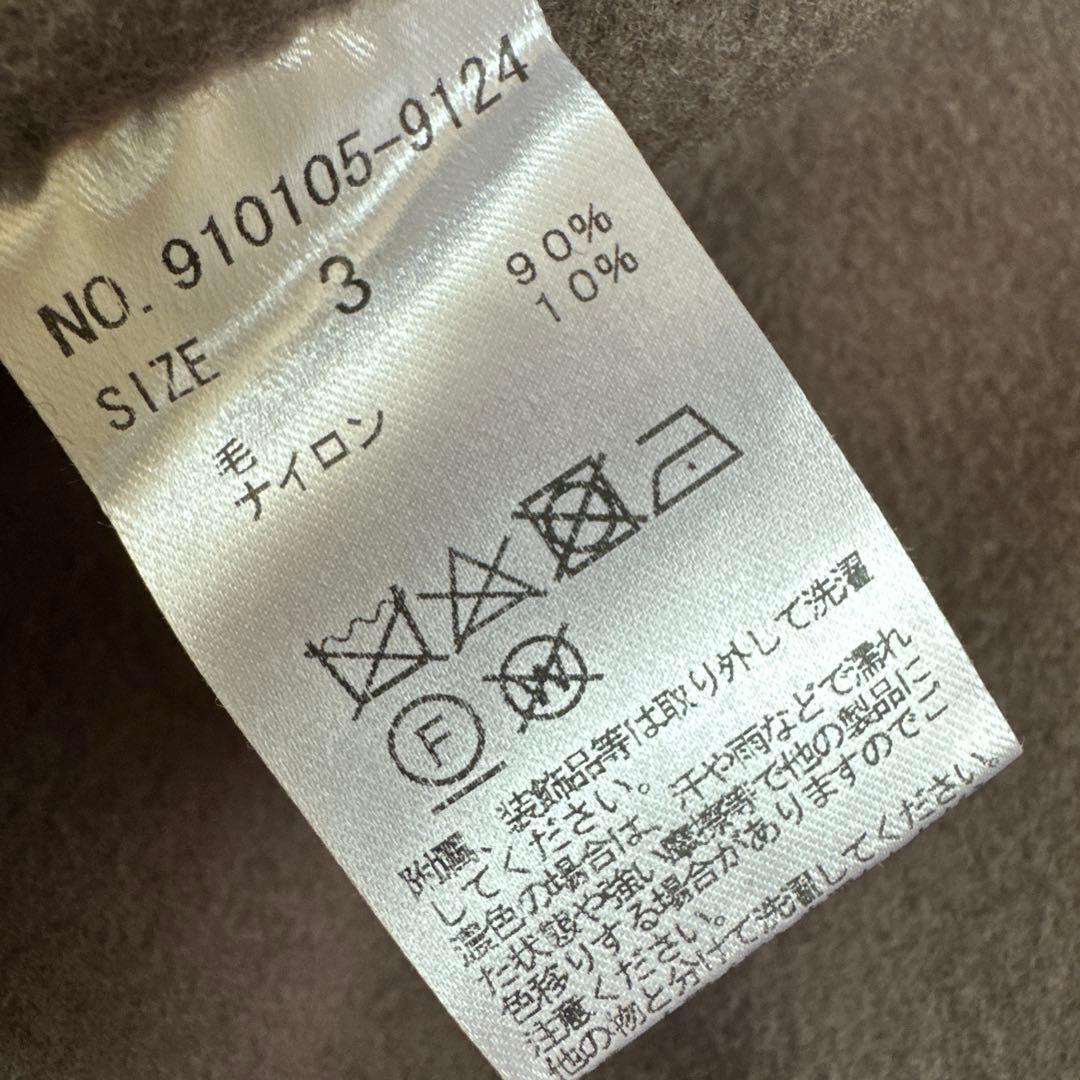 NO. 910105-9124
SIZE 3
毛 90%
ナイロン 10%
F
W
附属、装飾品等は取り外して洗濯
してください。
濃色の場合は、汗や雨などで濡れ
た状態や強い摩擦等で他の製品に
色移りする場合がありますのでご
注意ください。
他の物と分けて洗濯してください。